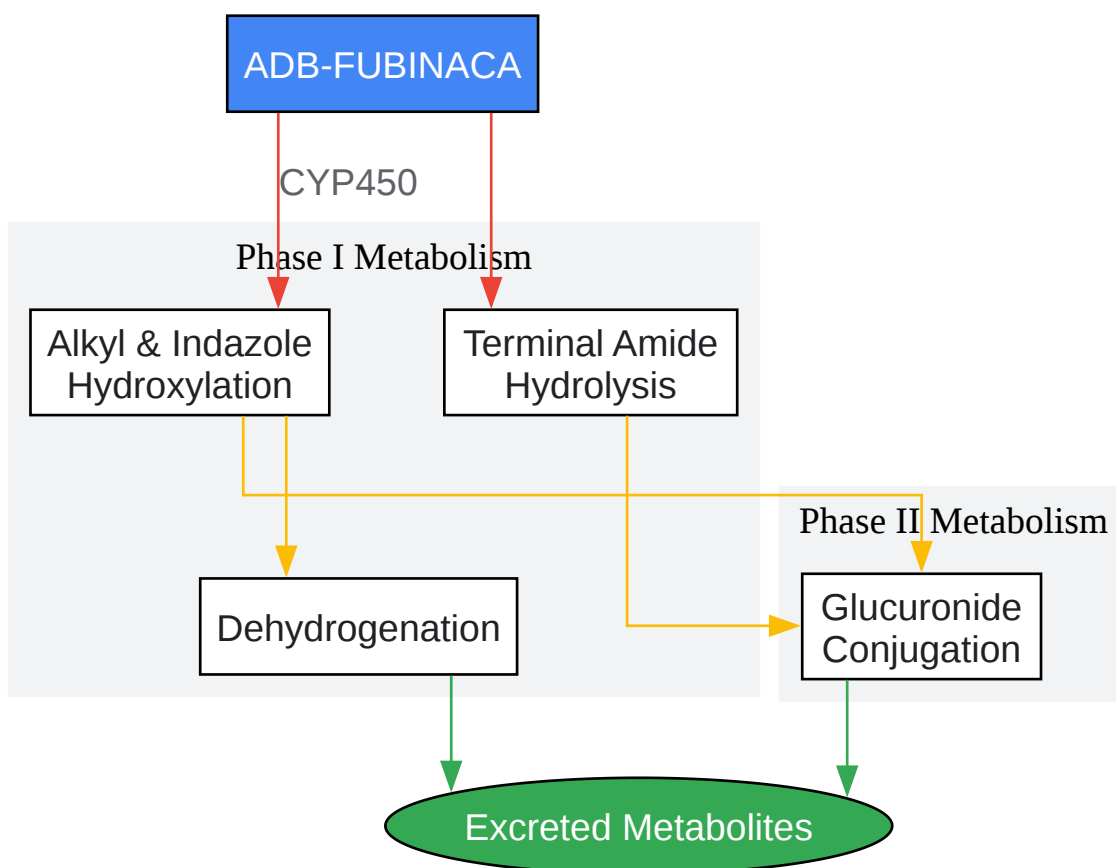 ADB-FUBINACA
CYP450
Phase I Metabolism
Alkyl & Indazole
Hydroxylation
Terminal Amide
Hydrolysis
Phase II Metabolism
Dehydrogenation
Glucuronide
Conjugation
Excreted Metabolites